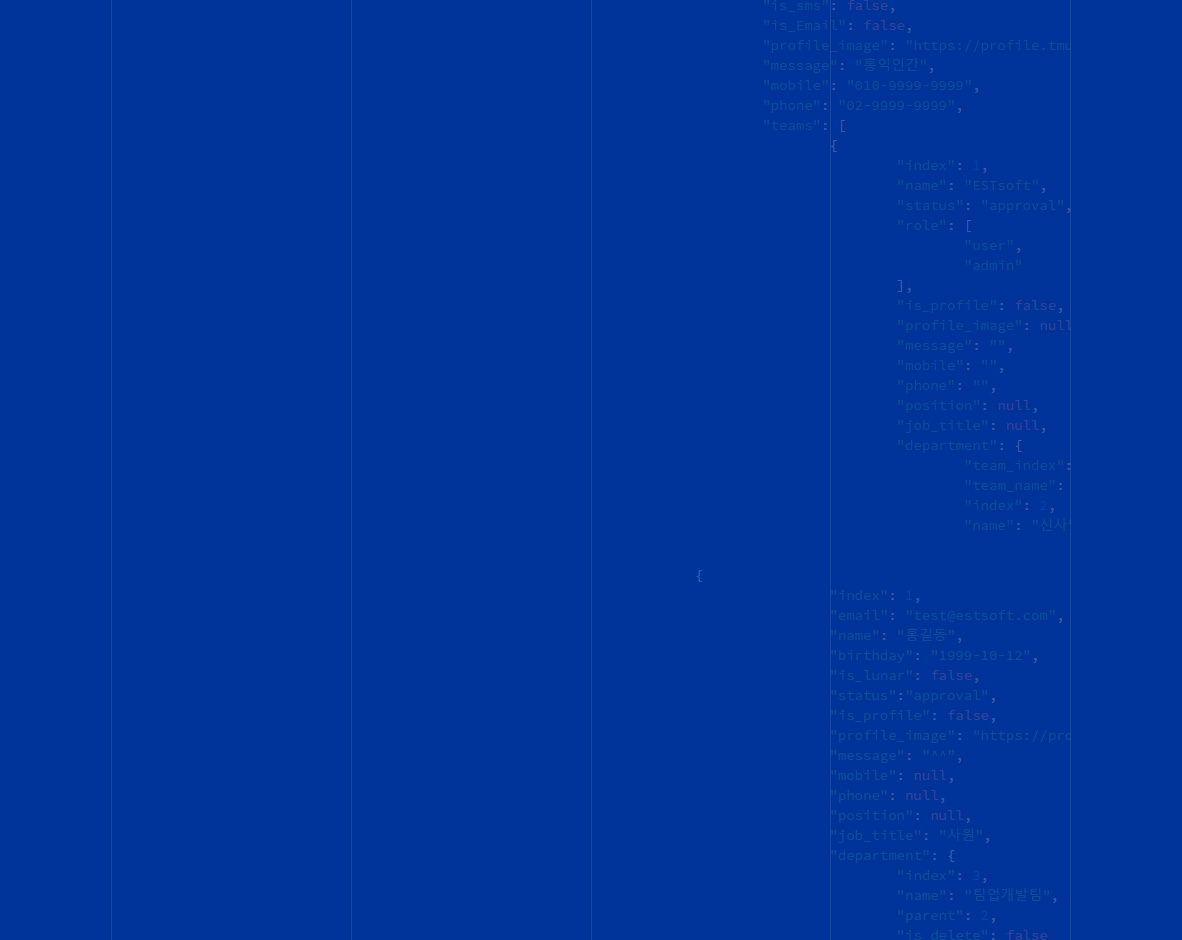 "is_sms": false,
"is_Email": false,
"profile_image": "https://profile.tmu
"message": "홍익인간",
"mobile": "010-9999-9999",
"phone": "02-9999-9999",
"teams": [
{
"index": 1,
"name": "ESTsoft",
"status": "approval",
"role": [
"user",
"admin"
],
"is_profile": false,
"profile_image": null
"message": "",
"mobile": "",
"phone": "",
"position": null,
"job_title": null,
"department": {
"team_index":
"team_name":
"index": 2,
"name": "신사
{
"index": 1,
"email": "test@estsoft.com",
"name": "홍길동",
"birthday": "1999-10-12",
"is_lunar": false,
"status":"approval",
"is_profile": false,
"profile_image": "https://pro
"message": "^^",
"mobile": null,
"phone": null,
"position": null,
"job_title": "사원",
"department": {
"index": 3,
"name": "팀업개발팀",
"parent": 2,
"is_delete": false